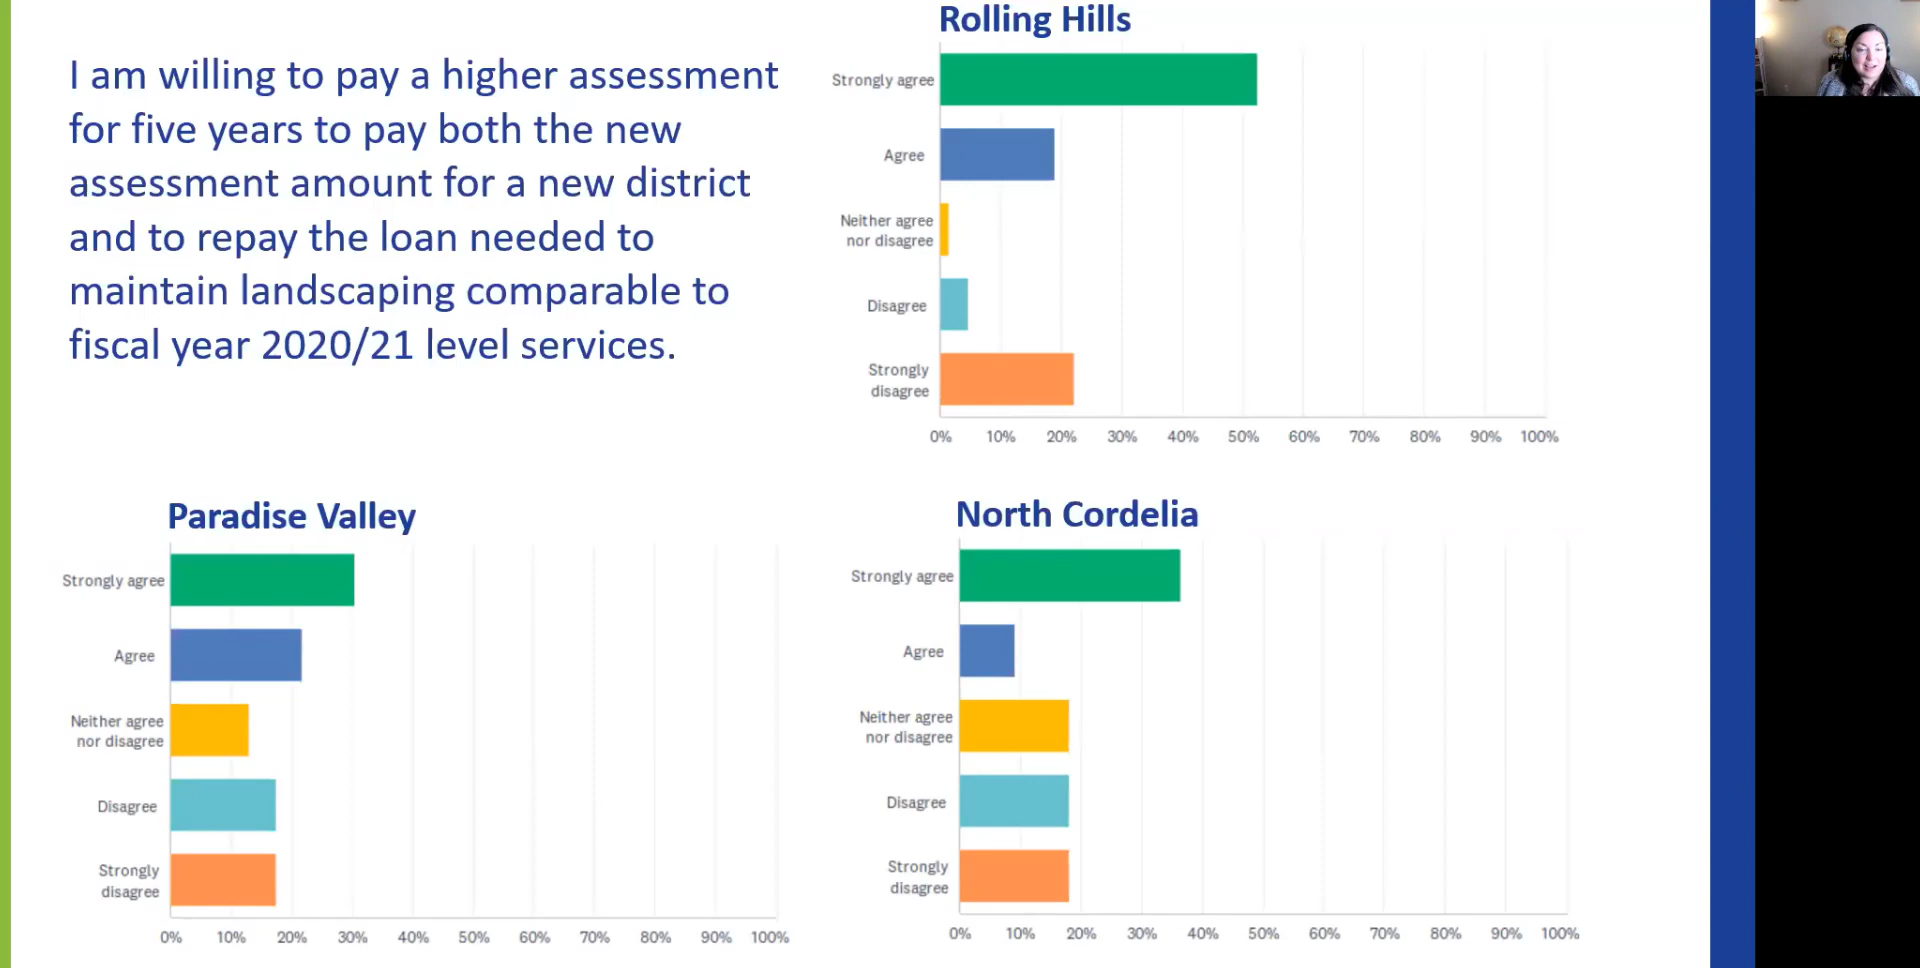 I am willing to pay a higher assessment
for five years to pay both the new
assessment amount for a new district
and to repay the loan needed to
maintain landscaping comparable to
fiscal year 2020/21 level services.
Rolling Hills
Strongly agree
Agree
Neither agree
nor disagree
Disagree
Strongly
disagree
0% 10% 20% 30% 40% 50% 60% 70% 80% 90% 100%
Paradise Valley
Strongly agree
Agree
Neither agree
nor disagree
Disagree
Strongly
disagree
0% 10% 20% 30% 40% 50% 60% 70% 80% 90% 100%
North Cordelia
Strongly agree
Agree
Neither agree
nor disagree
Disagree
Strongly
disagree
0% 10% 20% 30% 40% 50% 60% 70% 80% 90% 100%